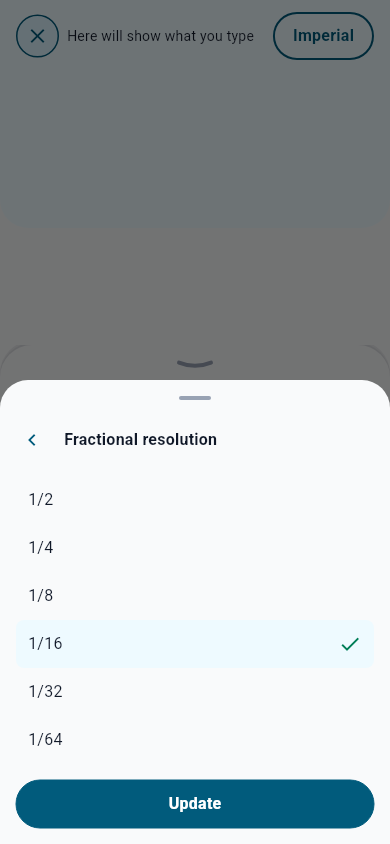 Here will show what you type
Imperial
Fractional resolution
1/2
1/4
1/8
1/16
1/32
1/64
Update